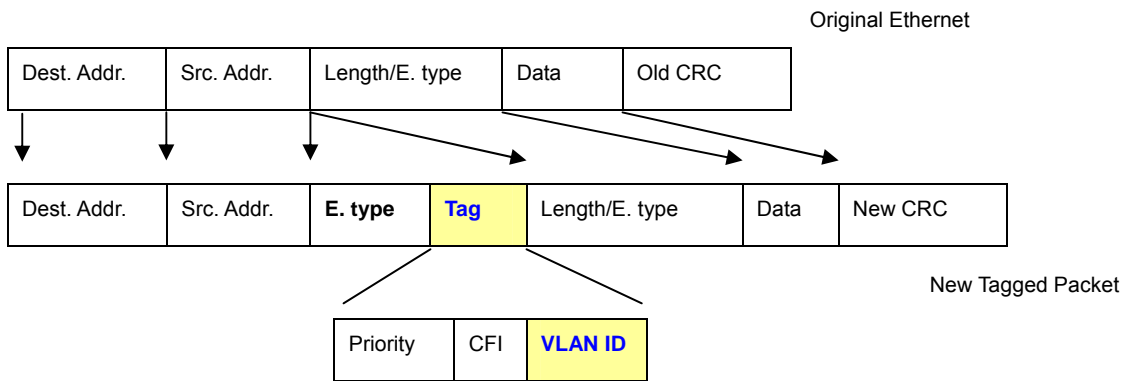 Original Ethernet
Dest. Addr. Src. Addr. Length/E. type Data Old CRC
Dest. Addr. Src. Addr. E. type Tag Length/E. type Data New CRC
New Tagged Packet
Priority CFI VLAN ID